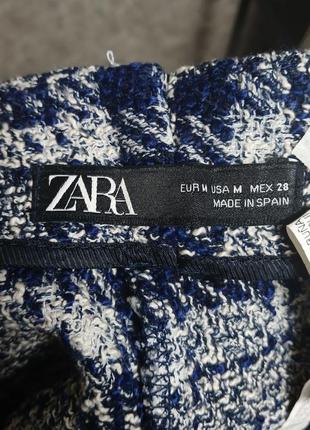 ZARA
EUR M USA M MEX 28
MADE IN SPAIN